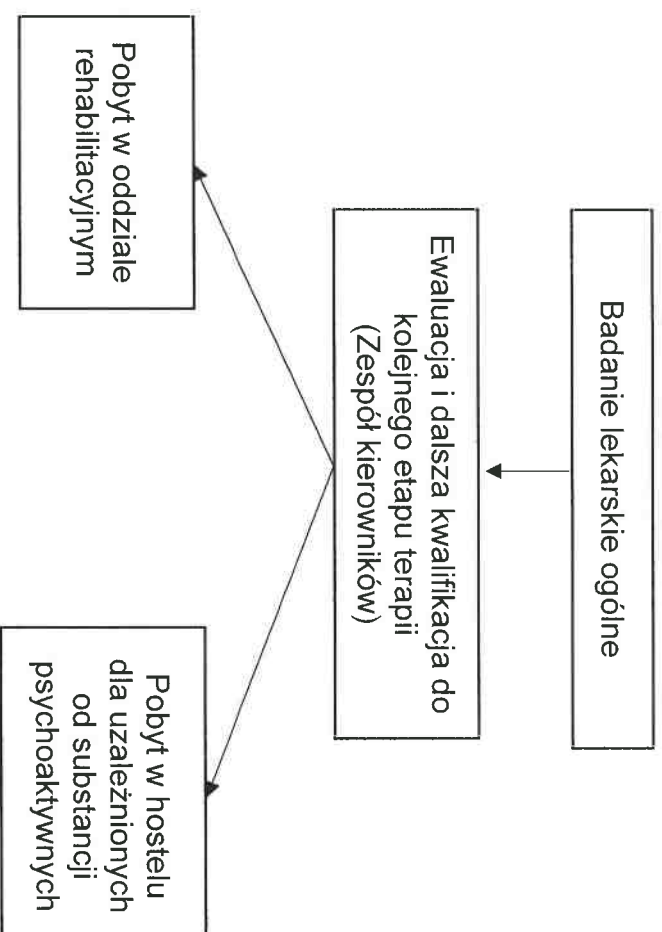 Badanie lekarskie ogólne
Ewaluacja i dalsza kwalifikacja do
kolejnego etapu terapii
(Zespół kierowników)
Pobyt w oddziale
rehabilitacyjnym
Pobyt w hostelu
dla uzależnionych
od substancji
psychoaktywnych